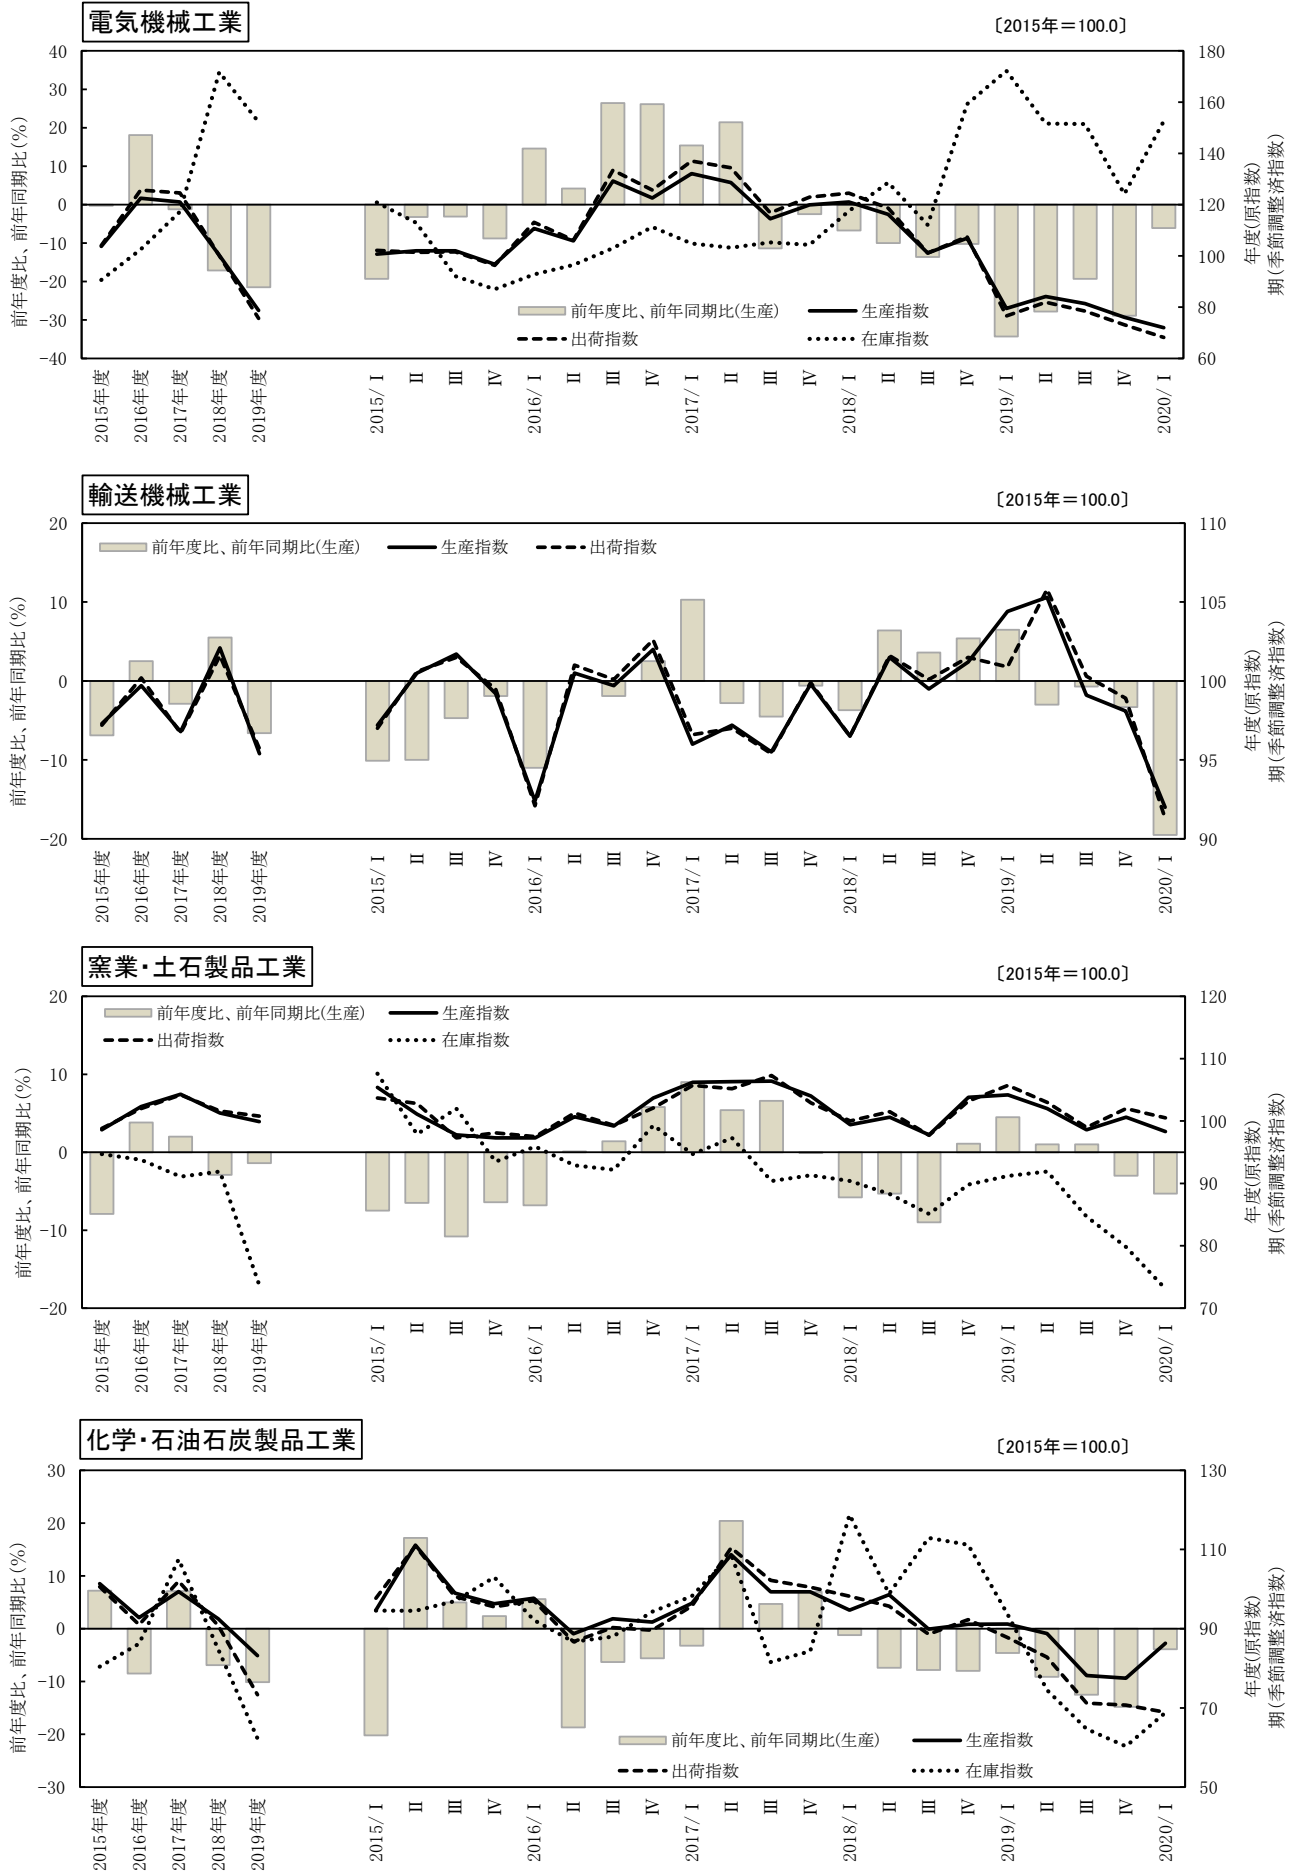 電気機械工業
〔2015年＝100.0〕
前年度比、前年同期比(%)
40
30
20
10
0
−10
−20
−30
−40
180
160
140
120
100
80
60
年度(原指数)
期(季節調整済指数)
前年度比、前年同期比(生産)
生産指数
出荷指数
在庫指数
2015年度
2016年度
2017年度
2018年度
2019年度
2015/Ⅰ
Ⅱ
Ⅲ
Ⅳ
2016/Ⅰ
Ⅱ
Ⅲ
Ⅳ
2017/Ⅰ
Ⅱ
Ⅲ
Ⅳ
2018/Ⅰ
Ⅱ
Ⅲ
Ⅳ
2019/Ⅰ
Ⅱ
Ⅲ
Ⅳ
2020/Ⅰ
輸送機械工業
〔2015年＝100.0〕
前年度比、前年同期比(%)
20
10
0
−10
−20
110
105
100
95
90
年度(原指数)
期(季節調整済指数)
前年度比、前年同期比(生産)
生産指数
出荷指数
2015年度
2016年度
2017年度
2018年度
2019年度
2015/Ⅰ
Ⅱ
Ⅲ
Ⅳ
2016/Ⅰ
Ⅱ
Ⅲ
Ⅳ
2017/Ⅰ
Ⅱ
Ⅲ
Ⅳ
2018/Ⅰ
Ⅱ
Ⅲ
Ⅳ
2019/Ⅰ
Ⅱ
Ⅲ
Ⅳ
2020/Ⅰ
窯業・土石製品工業
〔2015年＝100.0〕
前年度比、前年同期比(%)
20
10
0
−10
−20
120
110
100
90
80
70
年度(原指数)
期(季節調整済指数)
前年度比、前年同期比(生産)
生産指数
出荷指数
在庫指数
2015年度
2016年度
2017年度
2018年度
2019年度
2015/Ⅰ
Ⅱ
Ⅲ
Ⅳ
2016/Ⅰ
Ⅱ
Ⅲ
Ⅳ
2017/Ⅰ
Ⅱ
Ⅲ
Ⅳ
2018/Ⅰ
Ⅱ
Ⅲ
Ⅳ
2019/Ⅰ
Ⅱ
Ⅲ
Ⅳ
2020/Ⅰ
化学・石油石炭製品工業
〔2015年＝100.0〕
前年度比、前年同期比(%)
30
20
10
0
−10
−20
−30
130
110
90
70
50
年度(原指数)
期(季節調整済指数)
前年度比、前年同期比(生産)
生産指数
出荷指数
在庫指数
2015年度
2016年度
2017年度
2018年度
2019年度
2015/Ⅰ
Ⅱ
Ⅲ
Ⅳ
2016/Ⅰ
Ⅱ
Ⅲ
Ⅳ
2017/Ⅰ
Ⅱ
Ⅲ
Ⅳ
2018/Ⅰ
Ⅱ
Ⅲ
Ⅳ
2019/Ⅰ
Ⅱ
Ⅲ
Ⅳ
2020/Ⅰ